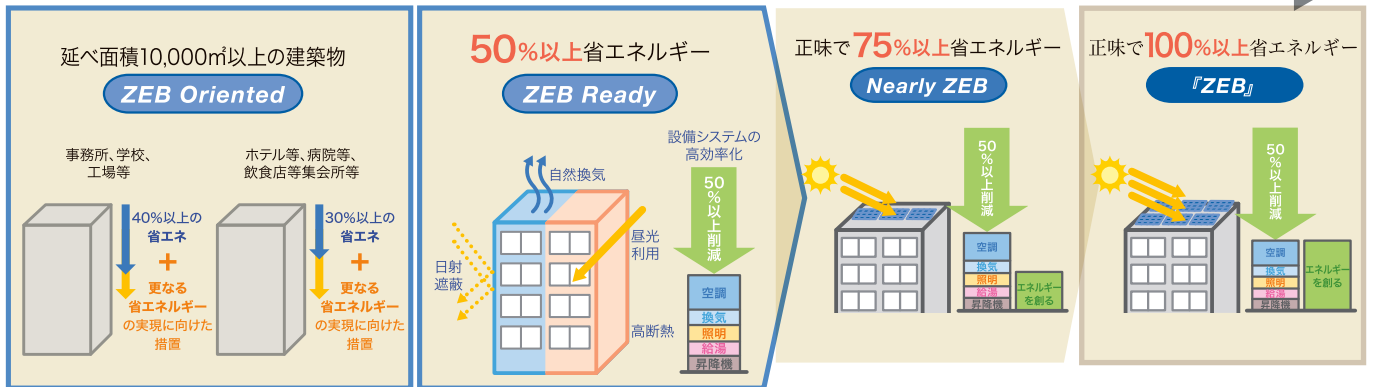 延べ面積10,000㎡以上の建築物
ZEB Oriented
事務所、学校、
工場等
40%以上の
省エネ
+
更なる
省エネルギー
の実現に向けた
措置
ホテル等、病院等、
飲食店等集会所等
30%以上の
省エネ
+
更なる
省エネルギー
の実現に向けた
措置
50%以上省エネルギー
ZEB Ready
自然換気
昼光
利用
日射
遮蔽
高断熱
設備システムの
高効率化
50%以上削減
空調
換気
照明
給湯
昇降機
正味で75%以上省エネルギー
Nearly ZEB
50%以上削減
空調
換気
照明
給湯
昇降機
エネルギー
を創る
正味で100%以上省エネルギー
『ZEB』
50%以上削減
空調
換気
照明
給湯
昇降機
エネルギー
を創る